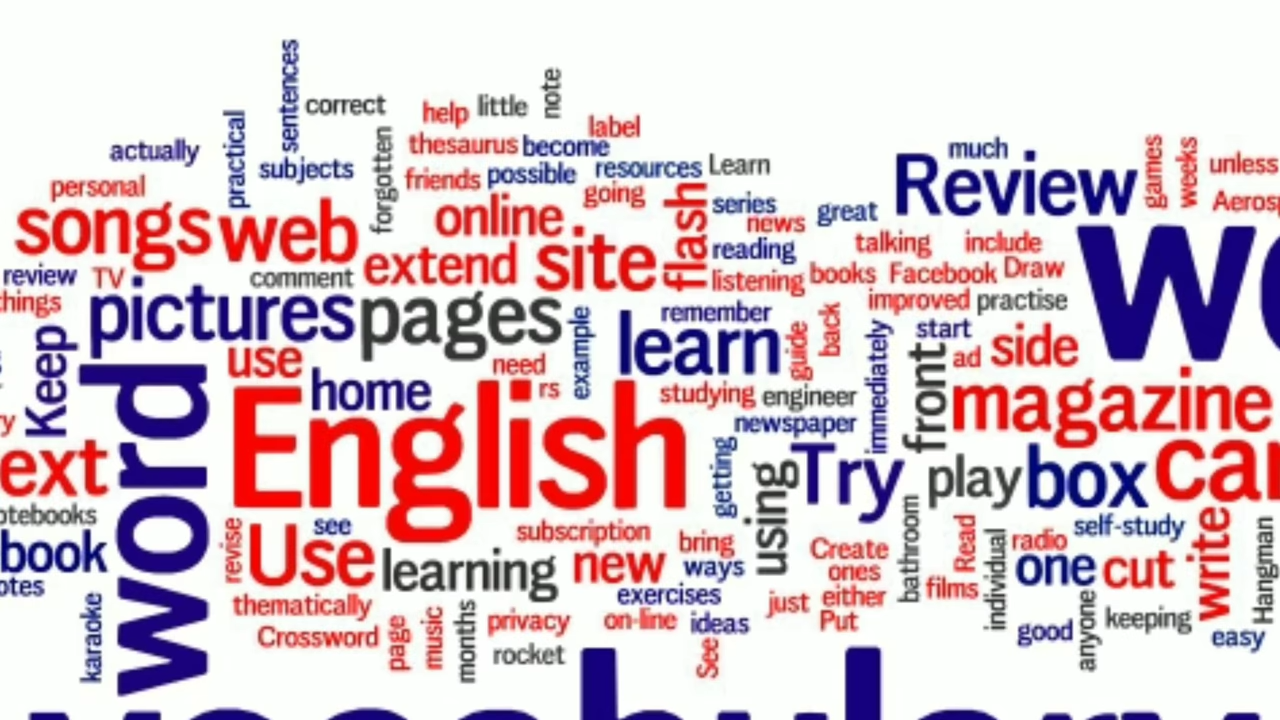 sentences
correct
help little note
label
actually
practical
subjects
forgotten
thesaurus become
resources Learn
much
games
weeks
unless
personal
friends possible
going
flash
series
Review
songs web
online
news
great
extend site
reading
talking include
review TV
comment
listening books Facebook Draw
things
pictures pages
example
remember
improved practise
Keep
use
learn
guide
back
immediately
start
front
ad side
word
home
need
rs
studying engineer
magazine
English
newspaper
getting
using
Try
play box
see
subscription
bring
self-study
book
revise
Use
learning
new
ways
Create
ones
bathroom
Read
individual
radio
one cut
write
Hangman
exercises
films
karaoke
thematically
just either
Crossword
page
music
months
privacy
on-line ideas
Put
good
anyone
keeping
easy
rocket
See